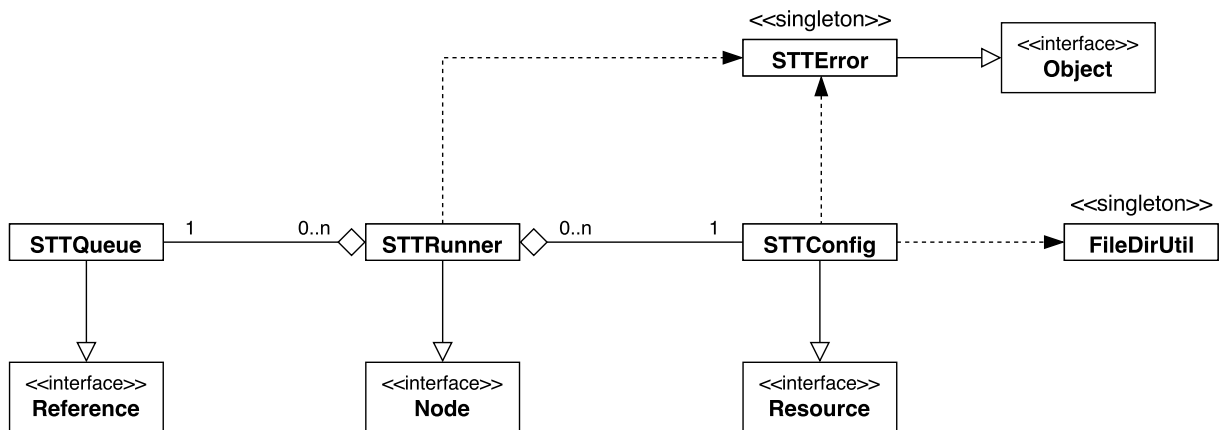 <<singleton>>
STTError
<<interface>>
Object
<<singleton>>
STTQueue
1
0..n
STTRunner
0..n
1
STTConfig
FileDirUtil
<<interface>>
Reference
<<interface>>
Node
<<interface>>
Resource